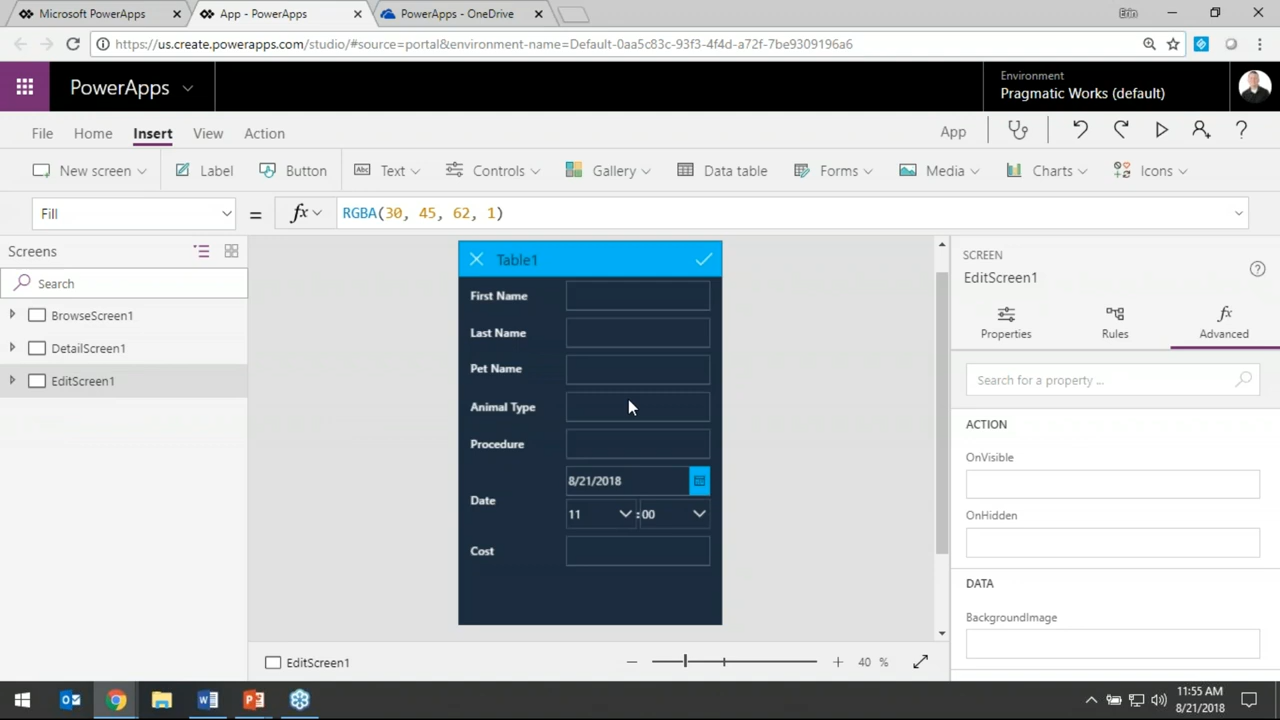 Microsoft PowerApps
App - PowerApps
PowerApps - OneDrive
https://us.create.powerapps.com/studio/#source=portal&environment-name=Default-0aa5c83c-93f3-4f4d-a72f-7be9309196a6
PowerApps
Environment
Pragmatic Works (default)
File Home Insert View Action App
New screen Label Button Text Controls Gallery Data table Forms Media Charts Icons
Fill = fx RGBA(30, 45, 62, 1)
Screens
Search
BrowseScreen1
DetailScreen1
EditScreen1
Table1
First Name
Last Name
Pet Name
Animal Type
Procedure
Date
8/21/2018
11 : 00
Cost
EditScreen1 40 %
SCREEN
EditScreen1
Properties Rules Advanced
Search for a property ...
ACTION
OnVisible
OnHidden
DATA
BackgroundImage
11:55 AM
8/21/2018